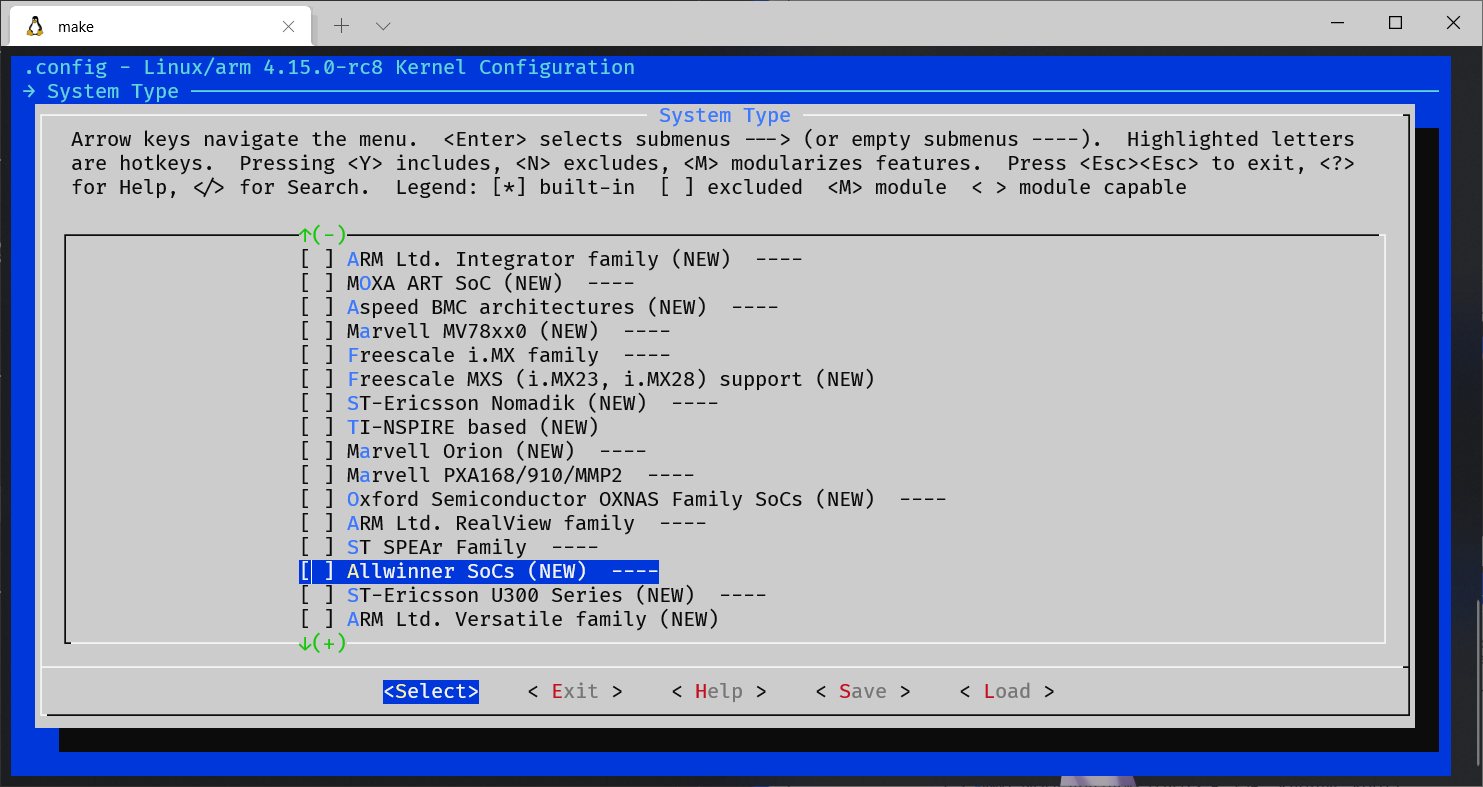 make
.config - Linux/arm 4.15.0-rc8 Kernel Configuration
→ System Type
System Type
Arrow keys navigate the menu.  <Enter> selects submenus ---> (or empty submenus ----).  Highlighted letters
are hotkeys.  Pressing <Y> includes, <N> excludes, <M> modularizes features.  Press <Esc><Esc> to exit, <?>
for Help, </> for Search.  Legend: [*] built-in  [ ] excluded  <M> module  < > module capable
↑(-)
[ ] ARM Ltd. Integrator family (NEW)  ----
[ ] MOXA ART SoC (NEW)  ----
[ ] Aspeed BMC architectures (NEW)  ----
[ ] Marvell MV78xx0 (NEW)  ----
[ ] Freescale i.MX family  ----
[ ] Freescale MXS (i.MX23, i.MX28) support (NEW)
[ ] ST-Ericsson Nomadik (NEW)  ----
[ ] TI-NSPIRE based (NEW)
[ ] Marvell Orion (NEW)  ----
[ ] Marvell PXA168/910/MMP2  ----
[ ] Oxford Semiconductor OXNAS Family SoCs (NEW)  ----
[ ] ARM Ltd. RealView family  ----
[ ] ST SPEAr Family  ----
[ ] Allwinner SoCs (NEW)  ----
[ ] ST-Ericsson U300 Series (NEW)  ----
[ ] ARM Ltd. Versatile family (NEW)
↓(+)
<Select>    < Exit >    < Help >    < Save >    < Load >